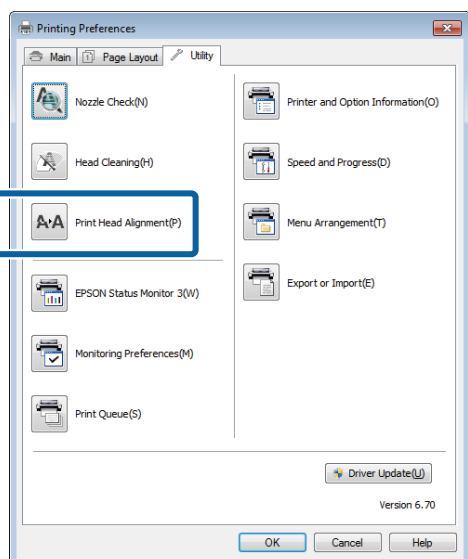 Printing Preferences
Main
1 Page Layout
Utility
Nozzle Check(N)
Printer and Option Information(O)
Head Cleaning(H)
Speed and Progress(D)
A A Print Head Alignment(P)
Menu Arrangement(T)
EPSON Status Monitor 3(W)
Export or Import(E)
Monitoring Preferences(M)
Print Queue(S)
Driver Update(U)
Version 6.70
OK
Cancel
Help